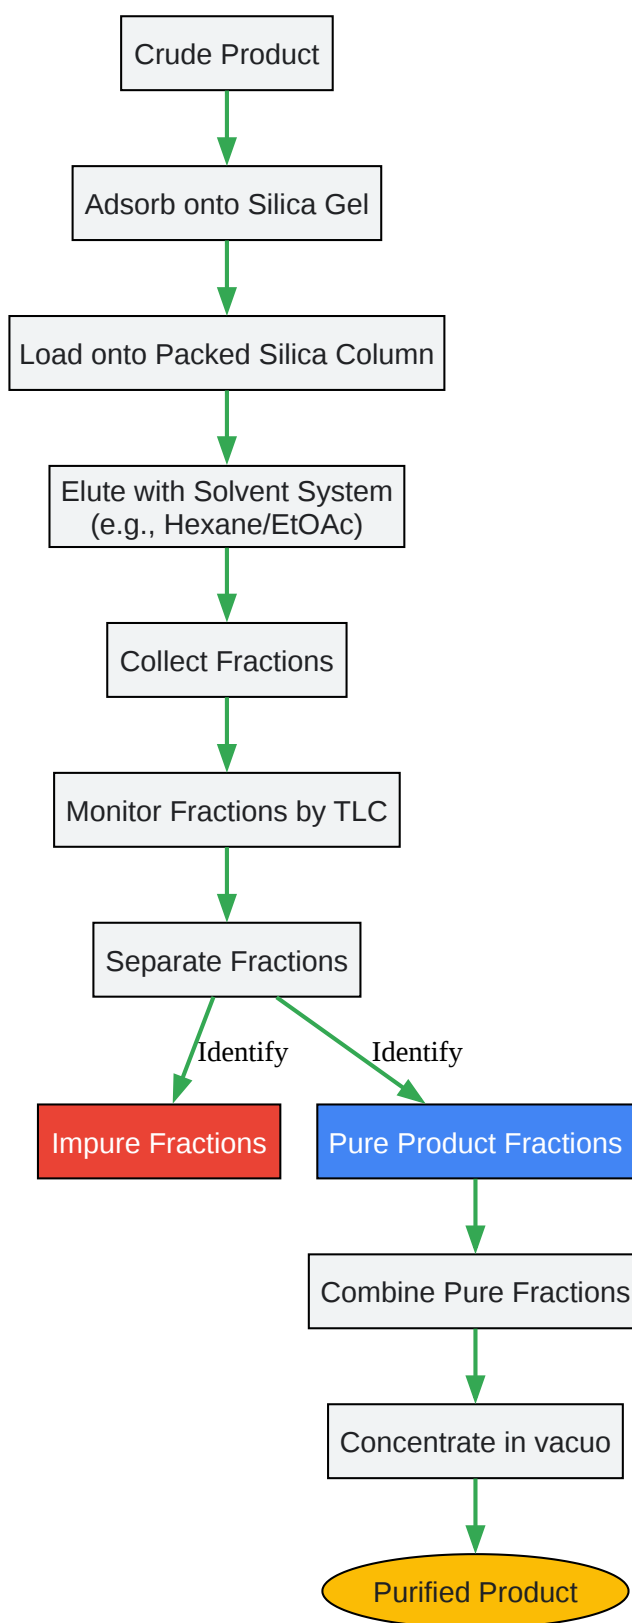 Crude Product
Adsorb onto Silica Gel
Load onto Packed Silica Column
Elute with Solvent System
(e.g., Hexane/EtOAc)
Collect Fractions
Monitor Fractions by TLC
Separate Fractions
Identify
Identify
Impure Fractions
Pure Product Fractions
Combine Pure Fractions
Concentrate in vacuo
Purified Product